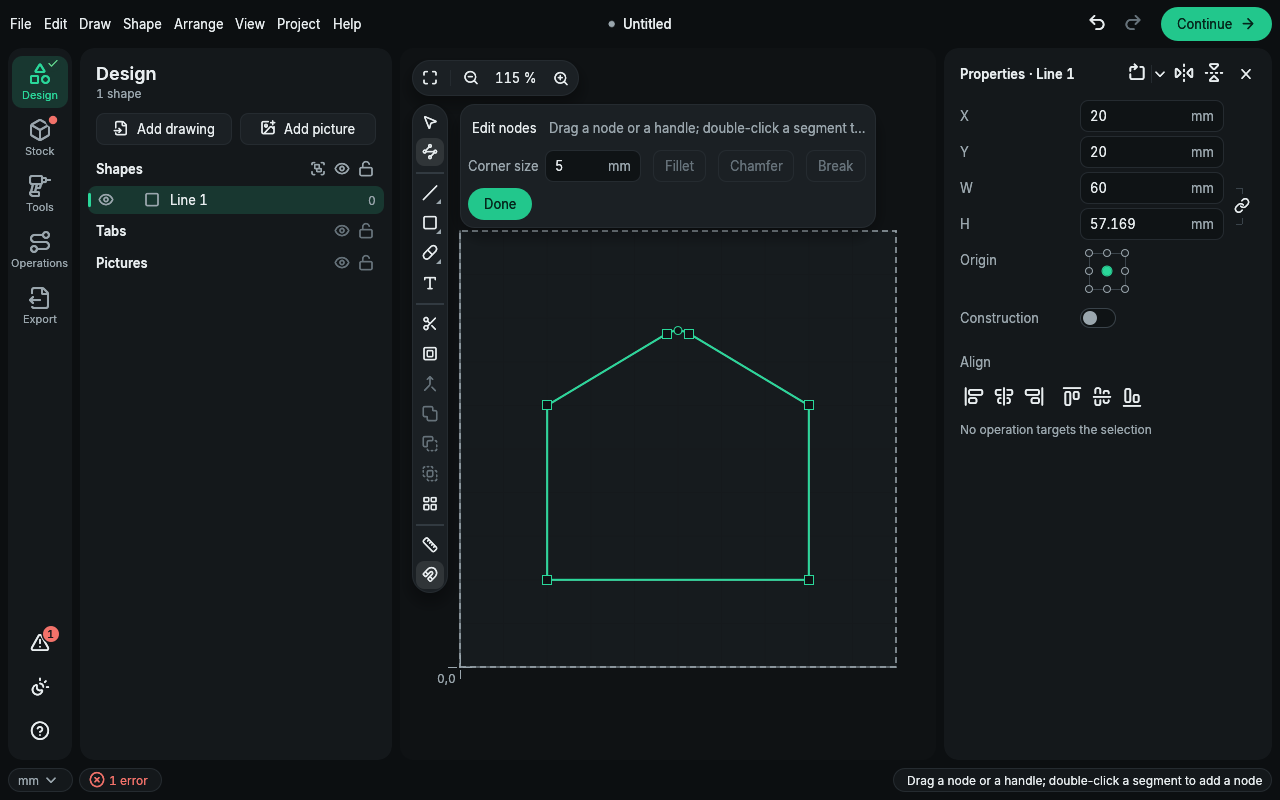 File Edit Draw Shape Arrange View Project Help
Untitled
Continue
Design
Stock
Tools
Operations
Export
1
Design
1 shape
Add drawing
Add picture
Shapes
Line 1
0
Tabs
Pictures
115 %
Edit nodes Drag a node or a handle; double-click a segment t...
Corner size 5 mm Fillet Chamfer Break
Done
0,0
Properties · Line 1
X 20 mm
Y 20 mm
W 60 mm
H 57.169 mm
Origin
Construction
Align
No operation targets the selection
mm
1 error
Drag a node or a handle; double-click a segment to add a node